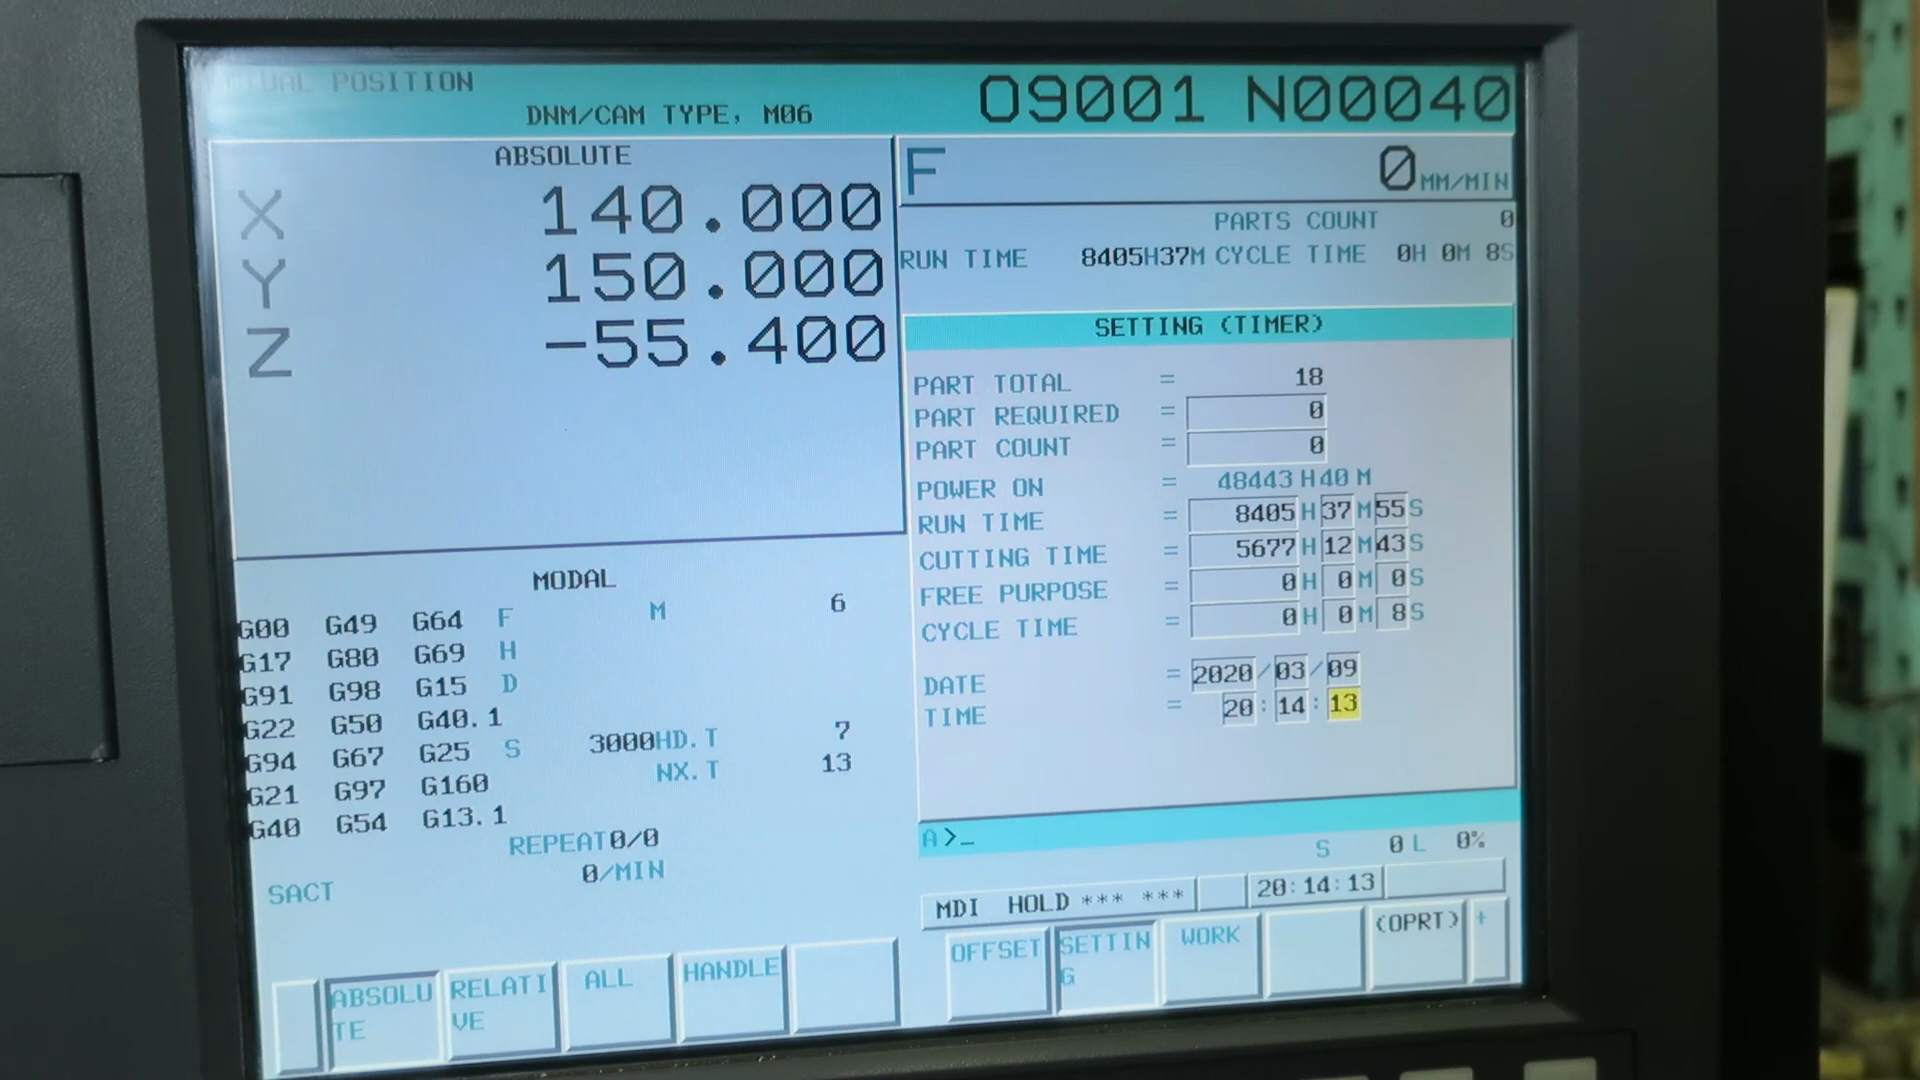 POSITION
DNM/CAM TYPE, M06
O9001 N00040
ABSOLUTE
X 140.000
Y 150.000
Z -55.400
F 0 MM/MIN
PARTS COUNT 0
RUN TIME 8405H37M CYCLE TIME 0H 0M 8S
SETTING (TIMER)
PART TOTAL = 18
PART REQUIRED = 0
PART COUNT = 0
POWER ON = 48443 H 40 M
RUN TIME = 8405 H 37 M 55 S
CUTTING TIME = 5677 H 12 M 43 S
FREE PURPOSE = 0 H 0 M 0 S
CYCLE TIME = 0 H 0 M 8 S
DATE = 2020/03/09
TIME = 20:14:13
MODAL
G00 G49 G64 F M 6
G17 G80 G69 H
G91 G98 G15 D
G22 G50 G40.1
G94 G67 G25 S 3000 HD.T 7
G21 G97 G160 NX.T 13
G40 G54 G13.1
REPEAT 0/0
0/MIN
SACT
A>_
S 0 L 0%
MDI HOLD *** ***
20:14:13
ABSOLU
TE
RELATI
VE
ALL
HANDLE
OFFSET
SETTIN
G
WORK
(OPRT)
+